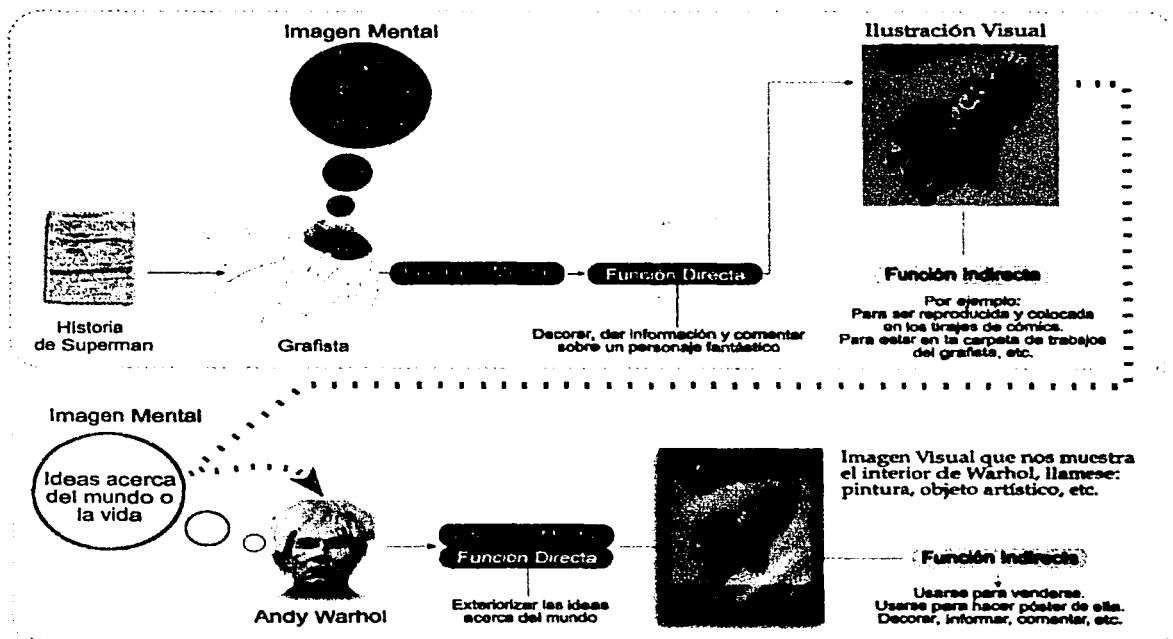 Imagen Mental
Ilustración Visual
Historia
de Superman
Grafista
Función Directa
Decorar, der información y comentar
sobre un personaje fantástico
Función Indirecta
Por ejemplo:
Para ser reproducida y colocada
en los tirajes de cómics.
Para estar en la carpeta de trabajos
del grafista, etc.
Imagen Mental
Ideas acerca
del mundo o
la vida
Andy Warhol
Función Directa
Exteriorizar las ideas
acerca del mundo
Imagen Visual que nos muestra
el interior de Warhol, llamese:
pintura, objeto artístico, etc.
Función Indirecta
Usarse para venderse.
Usarse para hacer póster de ella.
Decorar, informar, comentar, etc.